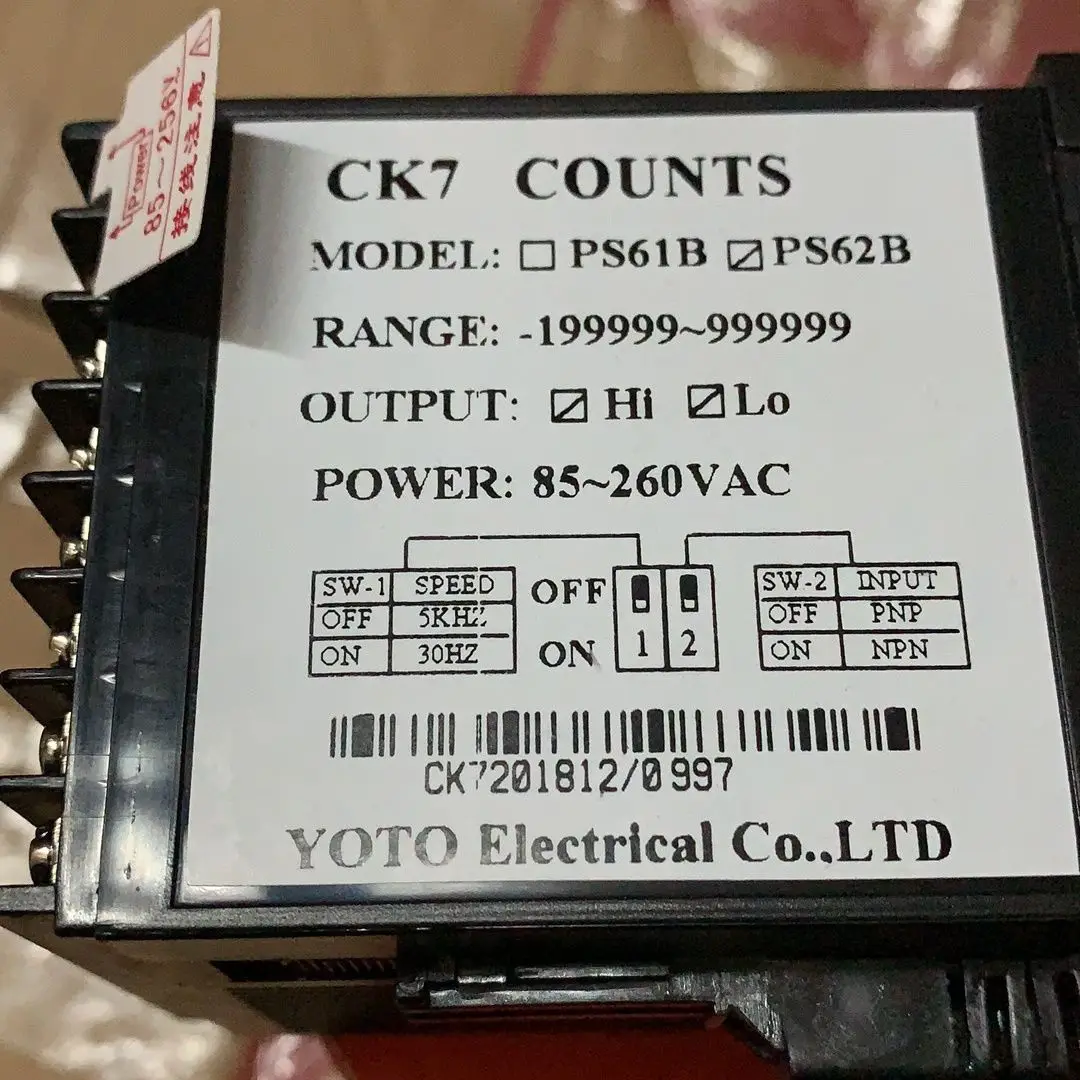 CK7 COUNTS
MODEL: ☐ PS61B ☑ PS62B
RANGE: -199999~999999
OUTPUT: ☑ Hi ☑ Lo
POWER: 85~260VAC
SW-1 SPEED
OFF 5KHZ
ON 30HZ
OFF
ON
1 2
SW-2 INPUT
OFF PNP
ON NPN
CK7201812/0997
YOTO Electrical Co.,LTD
Power
85~256V
接线注意